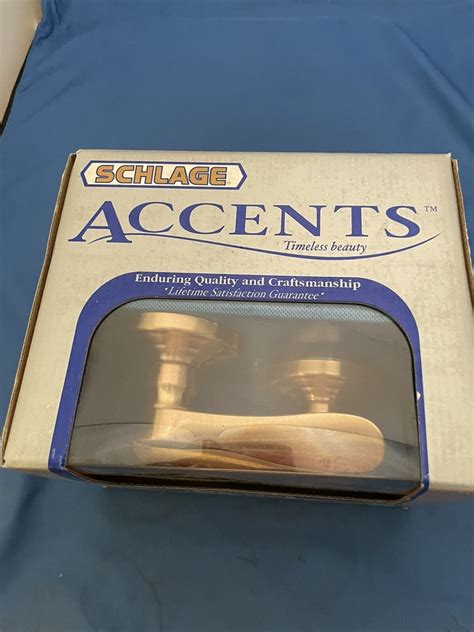 SCHLAGE
ACCENTS™
Timeless beauty
Enduring Quality and Craftsmanship
"Lifetime Satisfaction Guarantee"